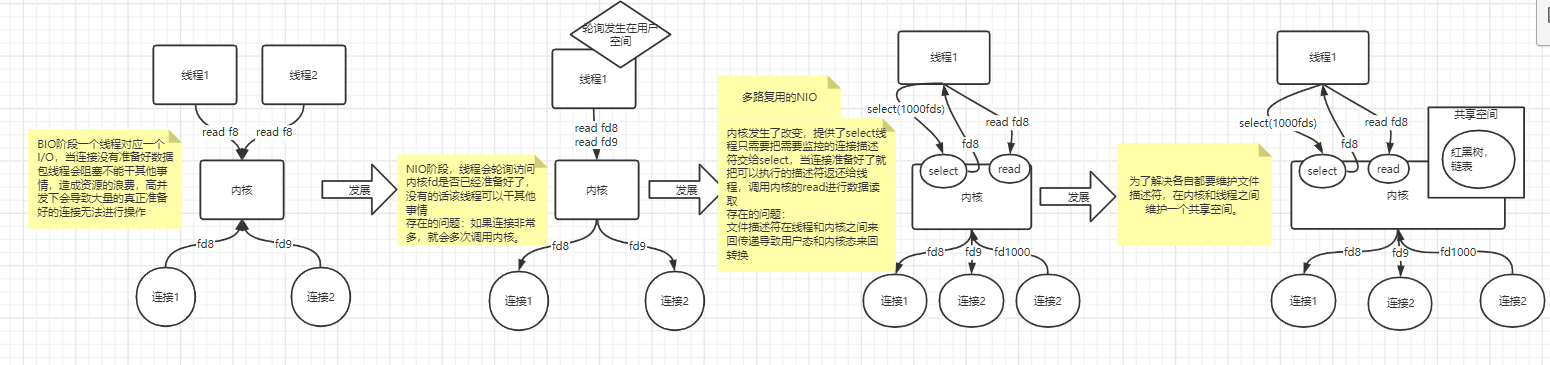 线程1
线程2
read f8
read f8
BIO阶段一个线程对应一个
I/O，当连接没有准备好数据
包线程会阻塞不能干其他事
情，造成资源的浪费，高并
发下会导致大量的真正准备
好的连接无法进行操作
内核
fd8
fd9
连接1
连接2
发展
轮询发生在用户
空间
线程1
read fd8
read fd9
NIO阶段，线程会轮询访问
内核fd是否已经准备好了，
没有的话该线程可以干其他
事情
存在的问题：如果连接非常
多，就会多次调用内核。
内核
fd8
fd9
连接1
连接2
发展
多路复用的NIO
内核发生了改变，提供了select线
程只需要把需要监控的连接描述
符交给select，当连接准备好了就
把可以执行的描述符返还给线
程，调用内核的read进行数据读
取
存在的问题：
文件描述符在线程和内核之间来
回传递导致用户态和内核态来回
转换
线程1
select(1000fds)
fd8
read fd8
select
read
内核
fd8
fd9
fd1000
连接1
连接2
连接2
发展
为了解决各自都要维护文件
描述符，在内核和线程之间
维护一个共享空间。
线程1
select(1000fds)
fd8
read fd8
select
read
内核
共享空间
红黑树，
链表
fd8
fd9
fd1000
连接1
连接2
连接2